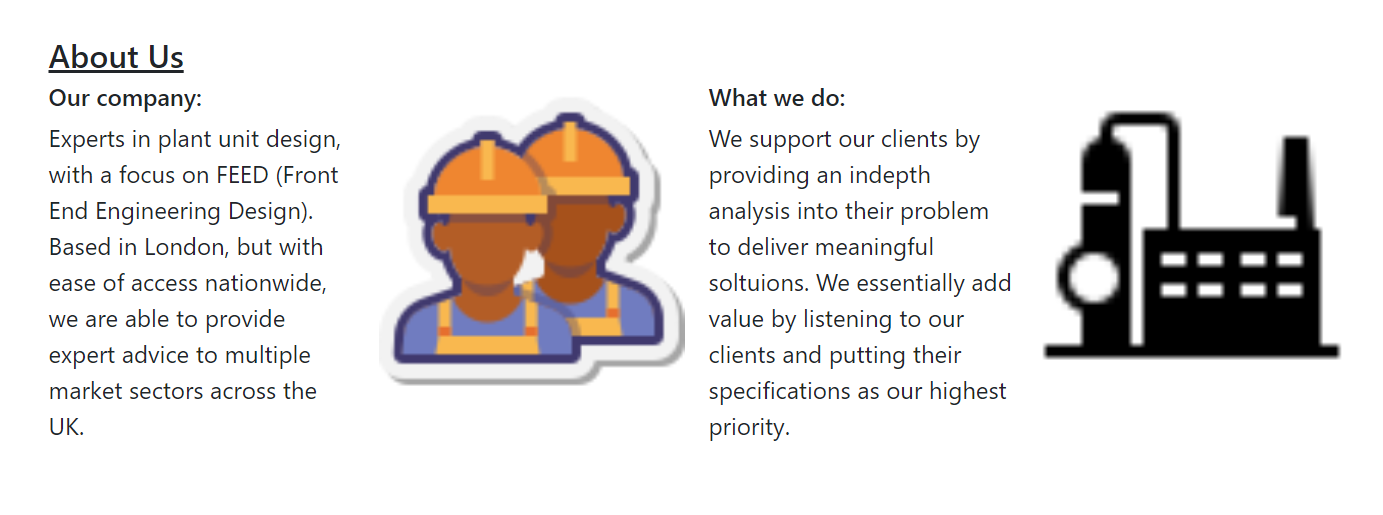 About Us
Our company:
Experts in plant unit design,
with a focus on FEED (Front
End Engineering Design).
Based in London, but with
ease of access nationwide,
we are able to provide
expert advice to multiple
market sectors across the
UK.
What we do:
We support our clients by
providing an indepth
analysis into their problem
to deliver meaningful
soltuions. We essentially add
value by listening to our
clients and putting their
specifications as our highest
priority.